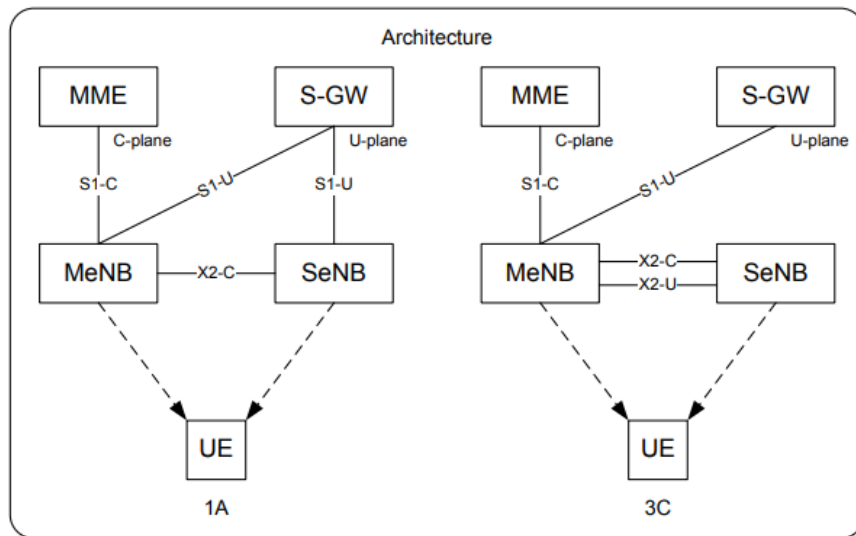 Architecture
MME
S-GW
C-plane
U-plane
S1-C
S1-U
S1-U
MeNB
X2-C
SeNB
UE
1A
MME
S-GW
C-plane
U-plane
S1-C
S1-U
MeNB
X2-C
X2-U
SeNB
UE
3C